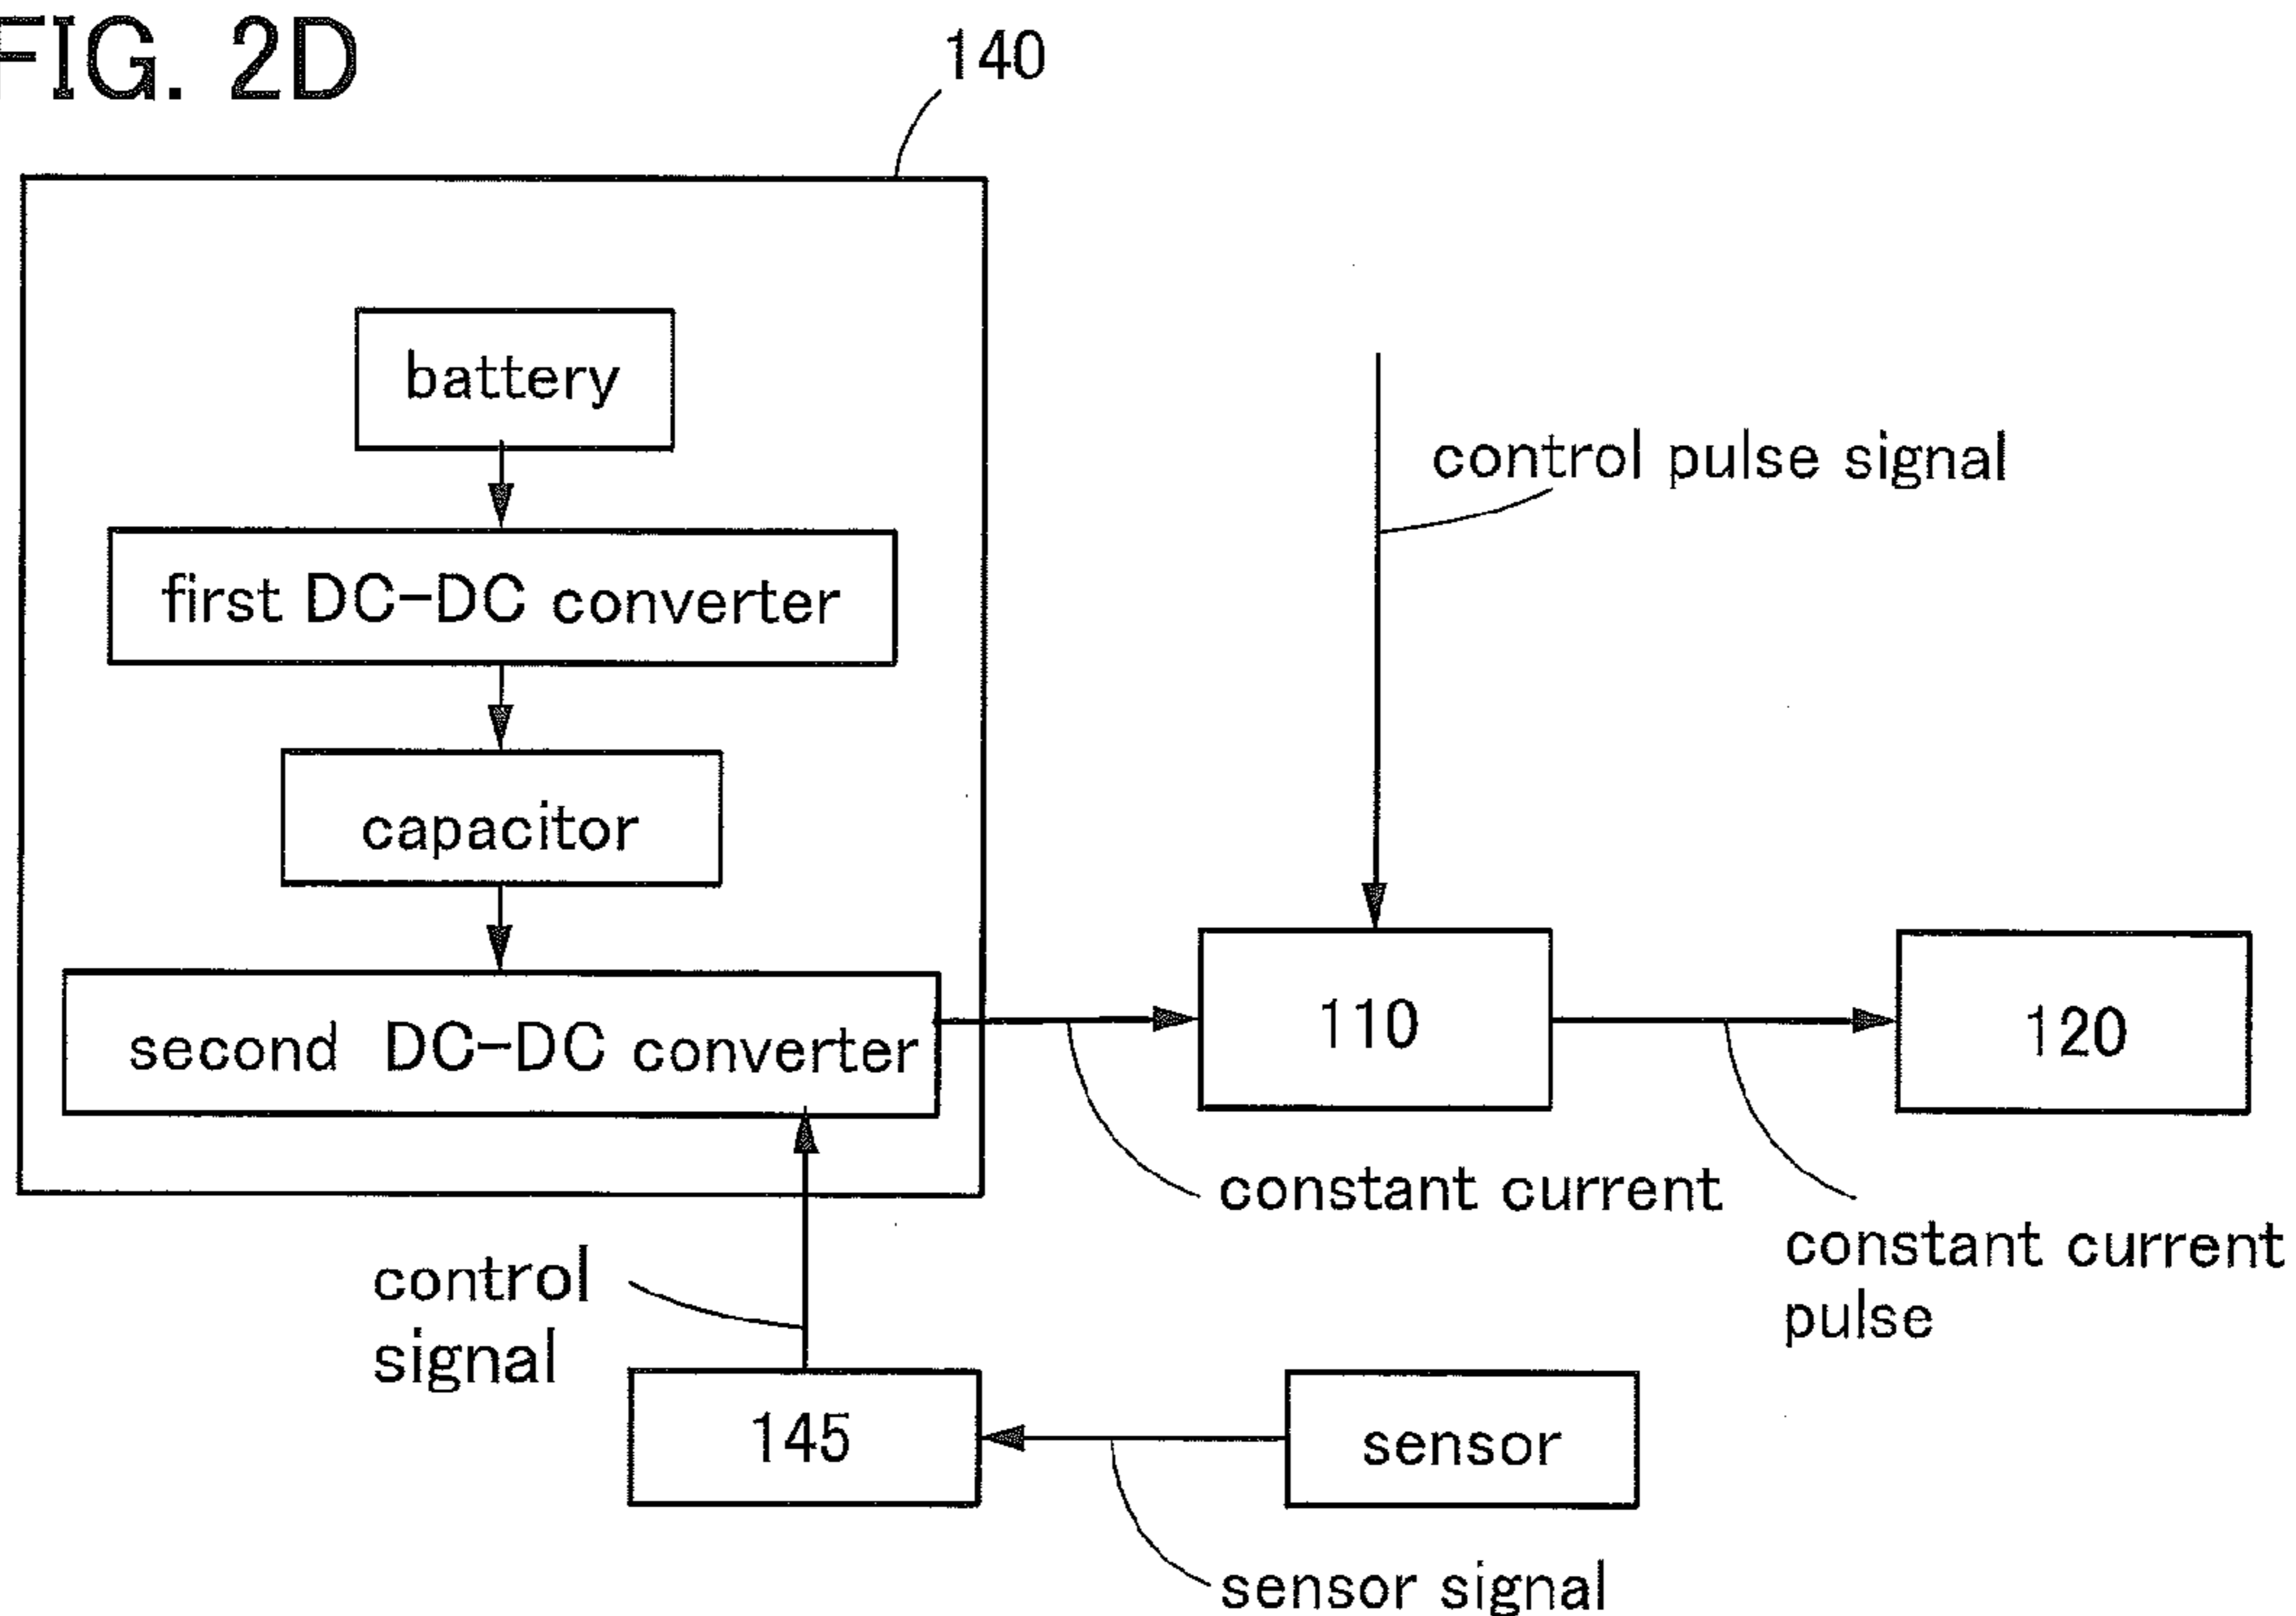 FIG. 2D
140
battery
control pulse signal
first DC-DC converter
capacitor
second DC-DC converter
110
120
constant current
constant current
pulse
control
signal
145
sensor
sensor signal